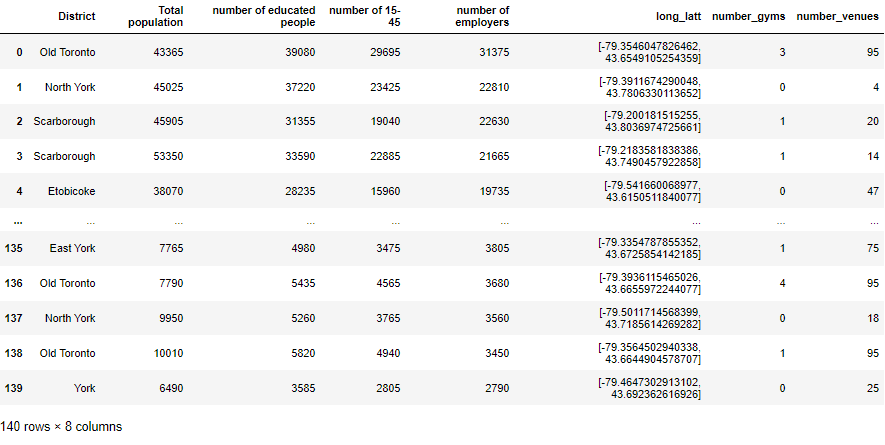 District Total population number of educated people number of 15-45 number of employers long_latt number_gyms number_venues
0 Old Toronto 43365 39080 29695 31375 [-79.3546047826462, 43.6549105254359] 3 95
1 North York 45025 37220 23425 22810 [-79.3911674290048, 43.7806330113652] 0 4
2 Scarborough 45905 31355 19040 22630 [-79.200181515255, 43.8036974725661] 1 20
3 Scarborough 53350 33590 22885 21665 [-79.2183581838386, 43.7490457922858] 1 14
4 Etobicoke 38070 28235 15960 19735 [-79.541660068977, 43.6150511840077] 0 47
... ... ... ... ... ... ... ... ...
135 East York 7765 4980 3475 3805 [-79.3354787855352, 43.6725854142185] 1 75
136 Old Toronto 7790 5435 4565 3680 [-79.3936115465026, 43.6655972244077] 4 95
137 North York 9950 5260 3765 3560 [-79.5011714568399, 43.7185614269282] 0 18
138 Old Toronto 10010 5820 4940 3450 [-79.3564502940338, 43.6644904578707] 1 95
139 York 6490 3585 2805 2790 [-79.4647302913102, 43.692362616926] 0 25
140 rows × 8 columns